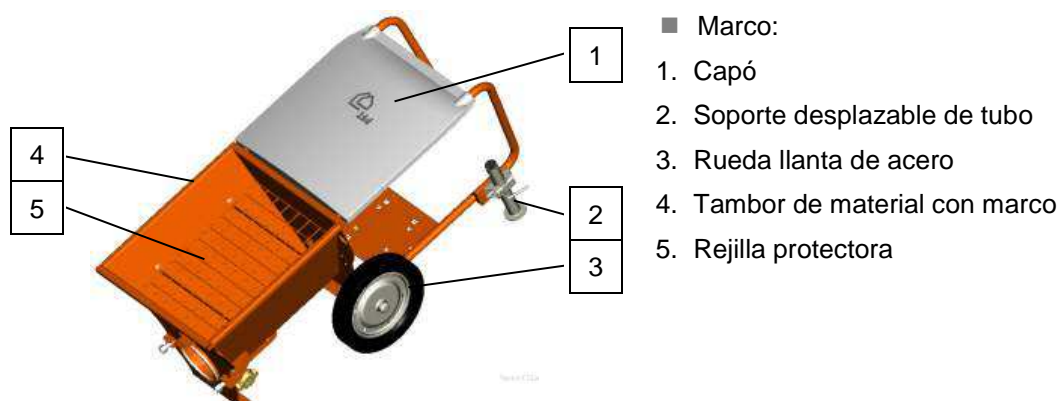 Marco:
1. Capó
2. Soporte desplazable de tubo
3. Rueda llanta de acero
4. Tambor de material con marco
5. Rejilla protectora
1
4
5
2
3